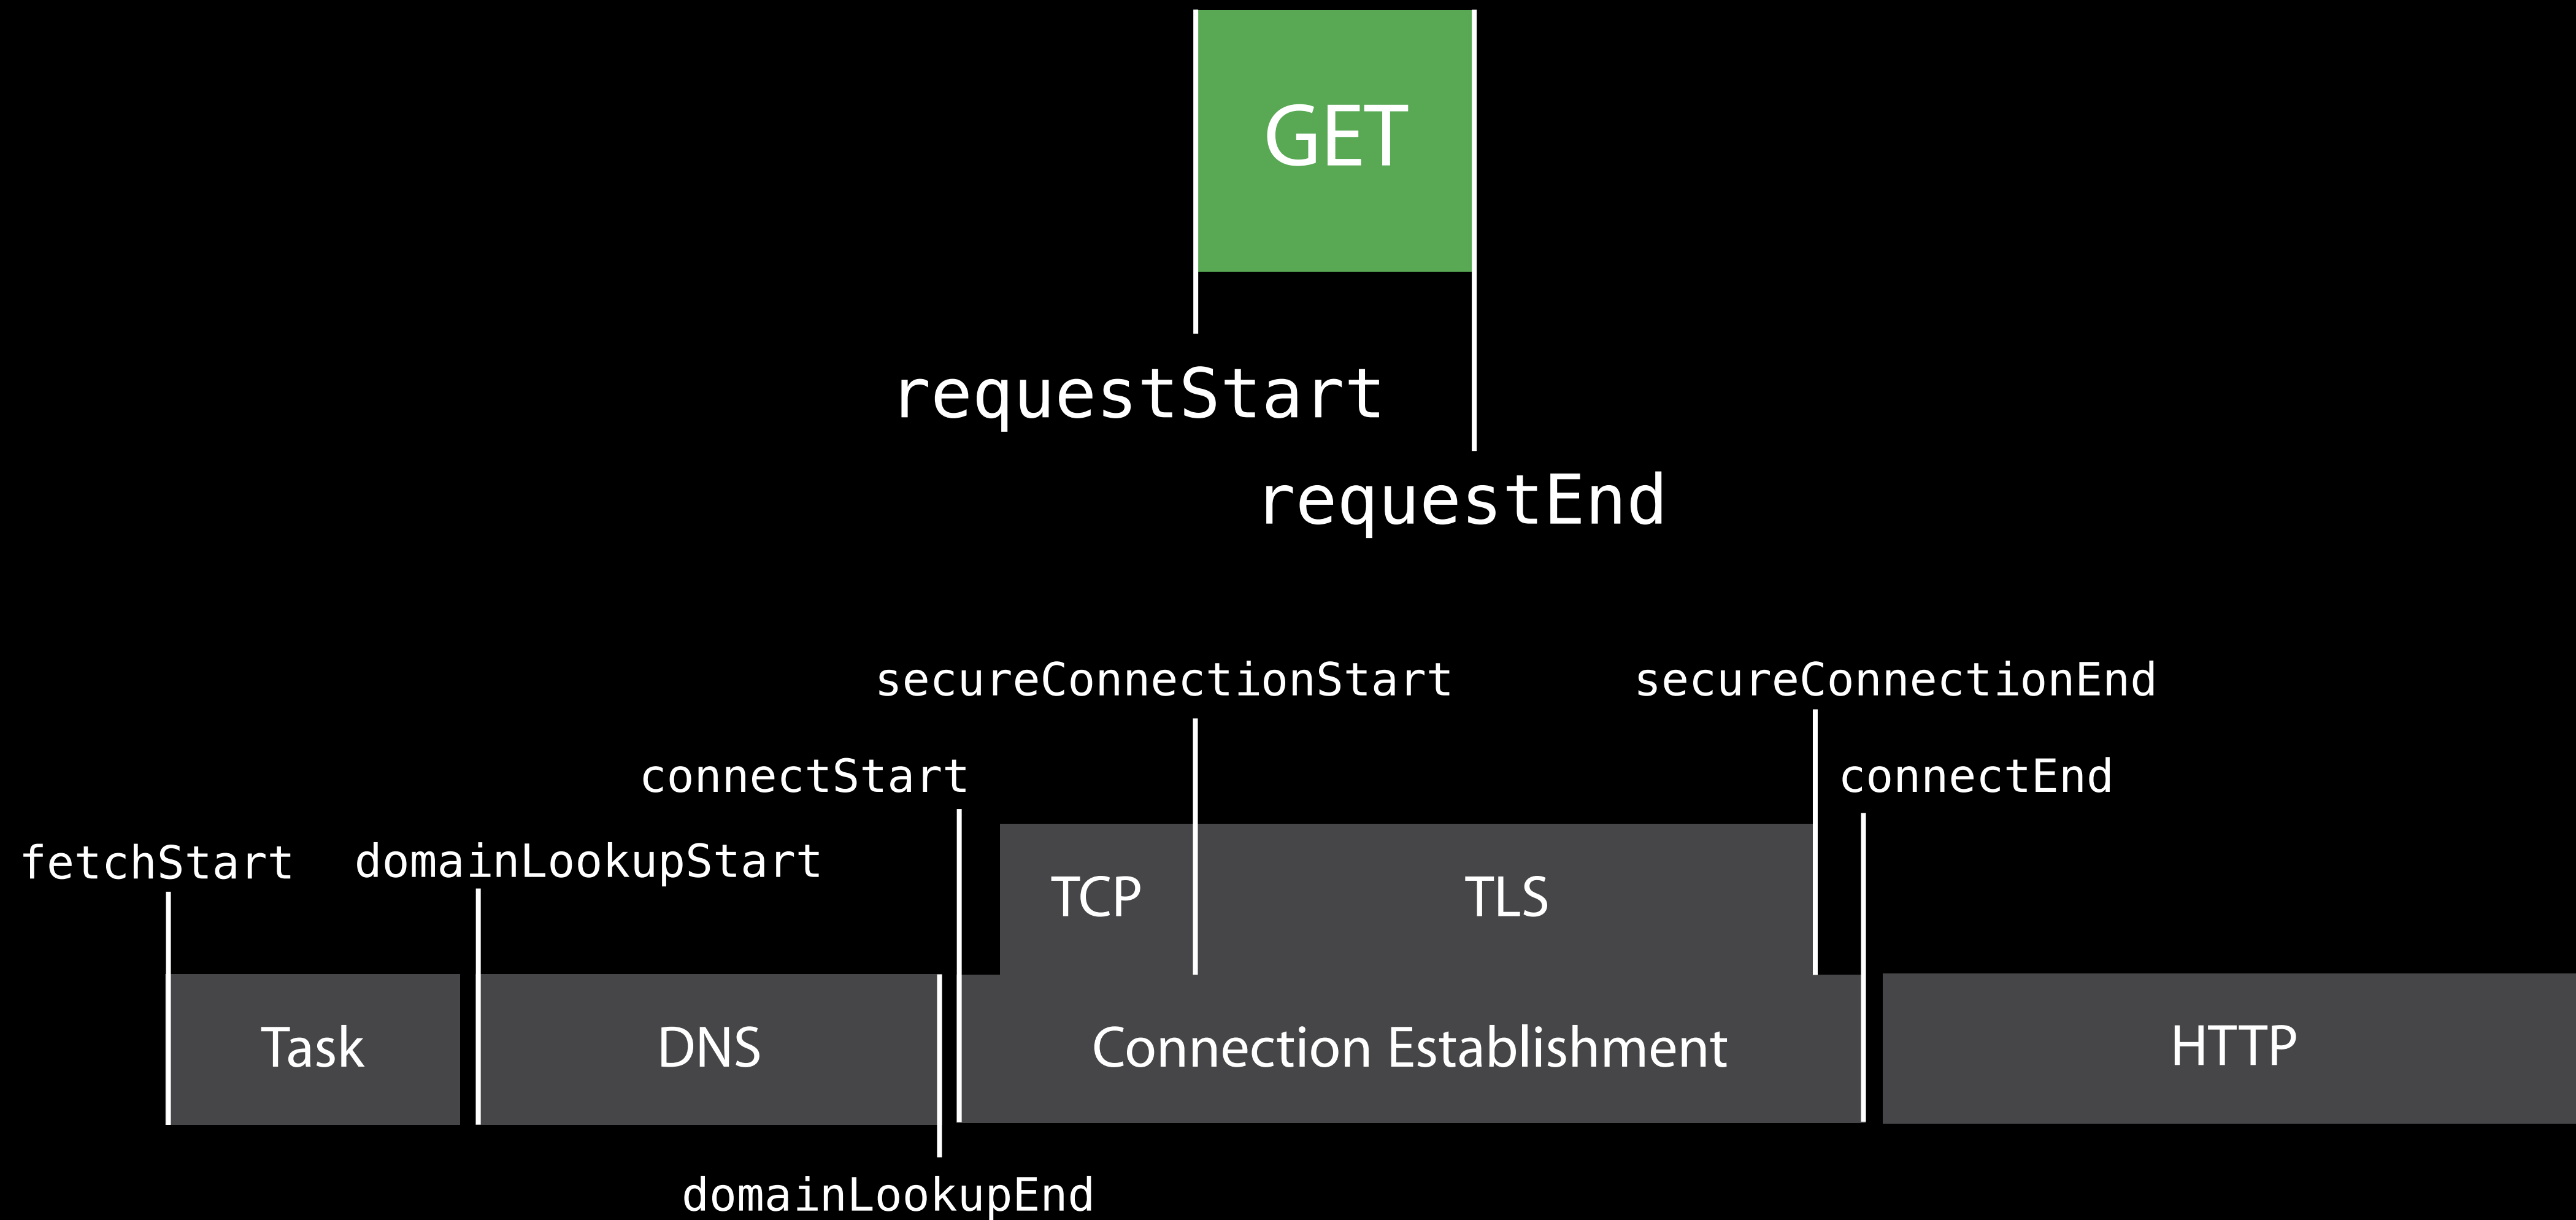 GET
requestStart
requestEnd
secureConnectionStart
secureConnectionEnd
connectStart
connectEnd
fetchStart
domainLookupStart
TCP
TLS
Task
DNS
Connection Establishment
HTTP
domainLookupEnd